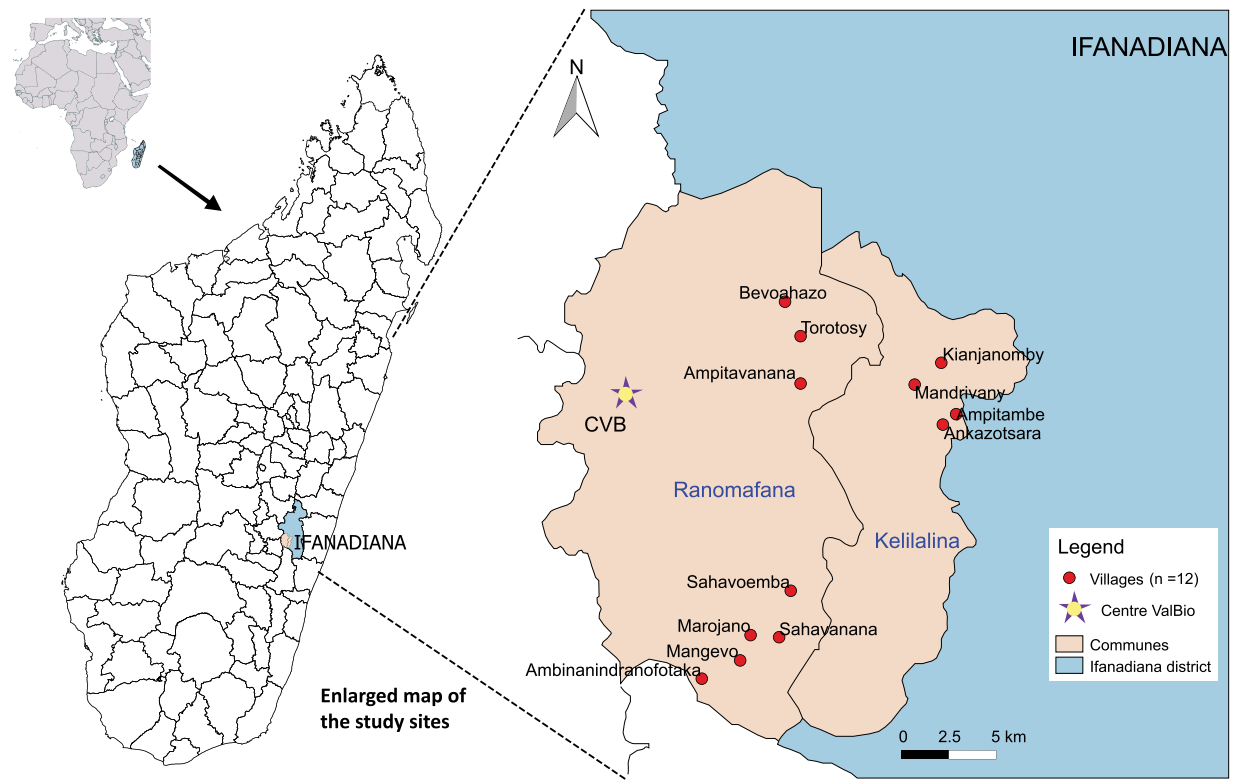 IFANADIANA
N
Bevoahazo
Torotosy
Kianjanomby
Ampitavanana
Mandrivany
CVB
Ampitambe
Ankazotsara
Ranomafana
IFANADIANA
Kelilalina
Legend
Villages (n =12)
Centre ValBio
Communes
Ifanadiana district
Sahavoemba
Marojano
Sahavanana
Mangevo
Ambinanindranofotaka
Enlarged map of
the study sites
0 2.5 5 km